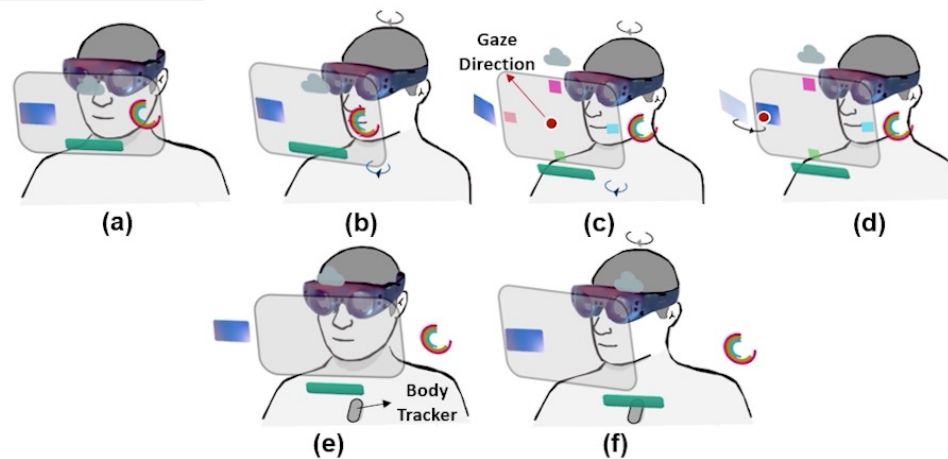 Gaze
Direction
(a)
(b)
(c)
(d)
Body
Tracker
(e)
(f)